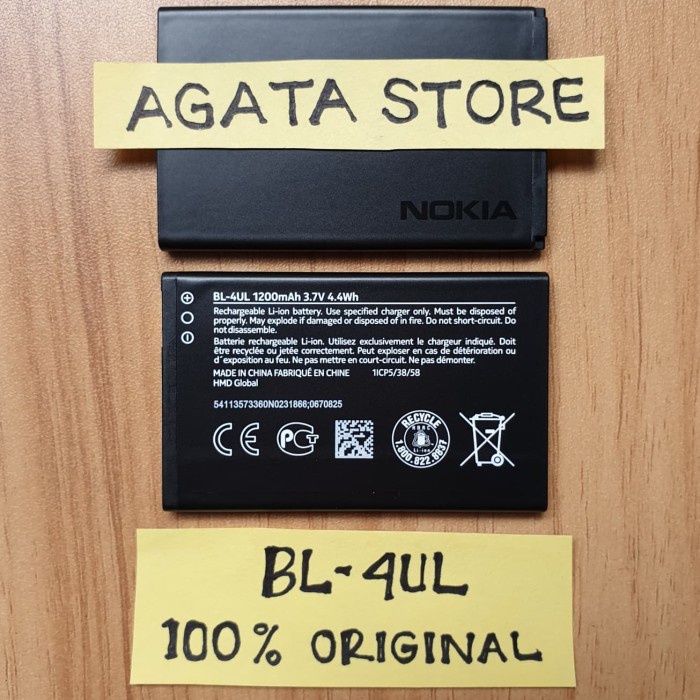 AGATA STORE
NOKIA
BL-4UL 1200mAh 3.7V 4.4Wh
Rechargeable Li-ion battery. Use specified charger only. Must be disposed of
properly. May explode if damaged or disposed of in fire. Do not short-circuit. Do
not disassemble.
Batterie rechargeable Li-ion. Utilisez exclusivement le chargeur indiqué. Doit
être recyclée ou jetée correctement. Peut exploser en cas de détérioration ou
d'exposition au feu. Ne pas mettre en court-circuit. Ne pas démonter.
MADE IN CHINA FABRIQUÉ EN CHINE 1ICP5/38/58
HMD Global
54113573360N0231866;0670825
CE PCT
RECYCLE
RBRC
Li-ion
1.800.822.8837
BL-4UL
100% ORIGINAL